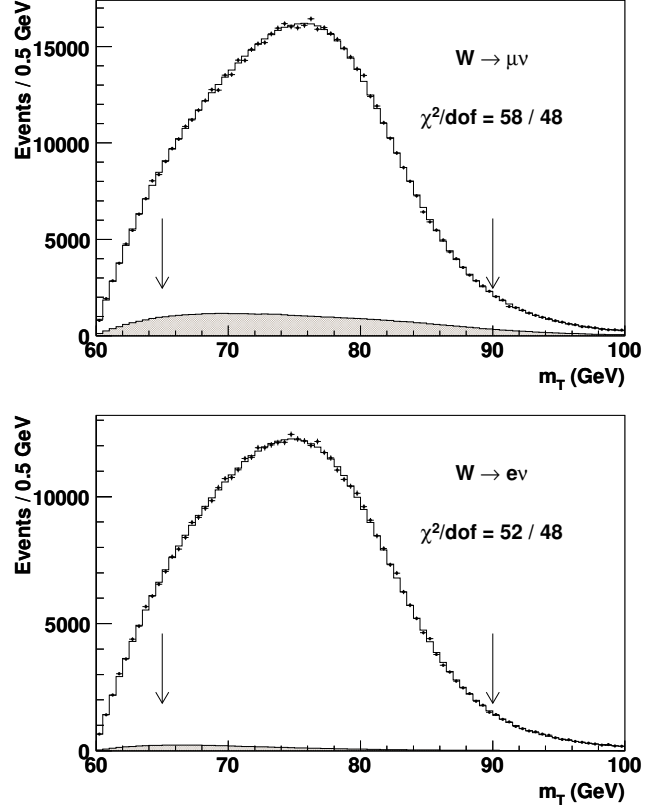 Events / 0.5 GeV
15000
10000
5000
0
W → μν
χ²/dof = 58 / 48
60 70 80 90 100
m_T (GeV)
Events / 0.5 GeV
10000
5000
0
W → eν
χ²/dof = 52 / 48
60 70 80 90 100
m_T (GeV)